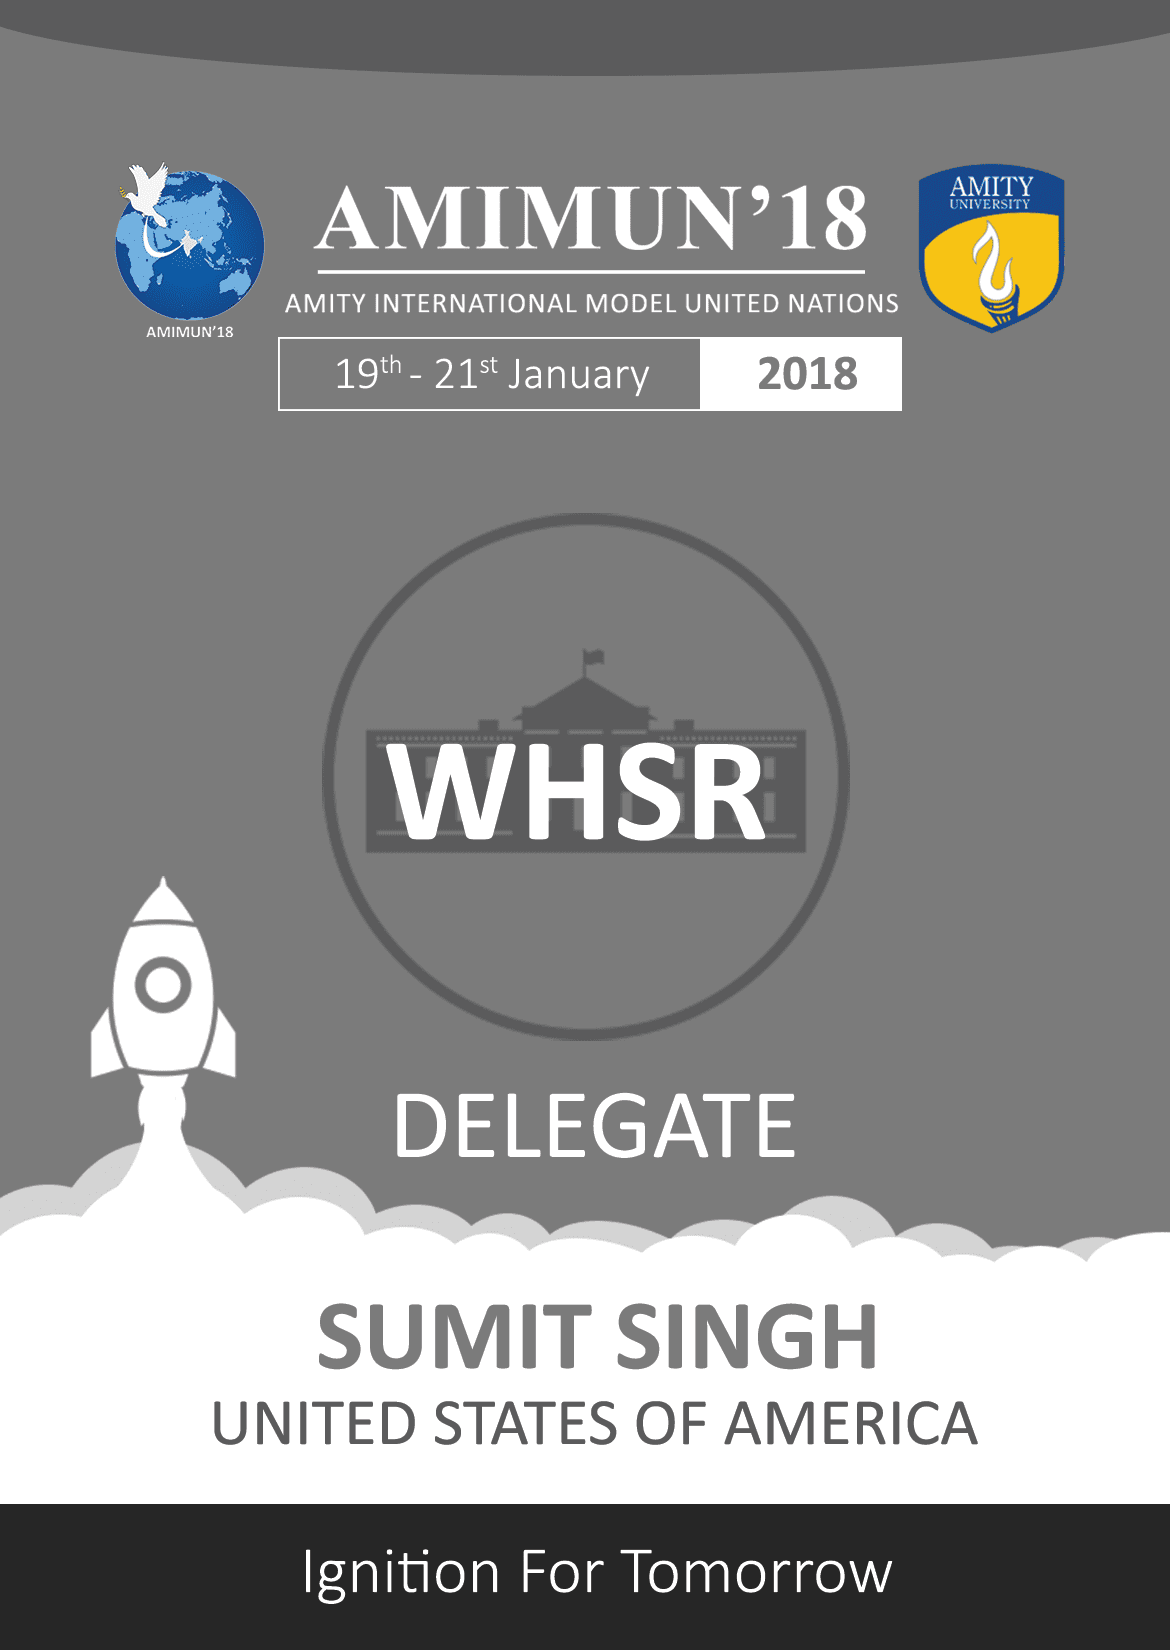 AMIMUN’18
AMITY INTERNATIONAL MODEL UNITED NATIONS
AMIMUN’18
AMITY
UNIVERSITY
19th - 21st January 2018
WHSR
DELEGATE
SUMIT SINGH
UNITED STATES OF AMERICA
Ignition For Tomorrow